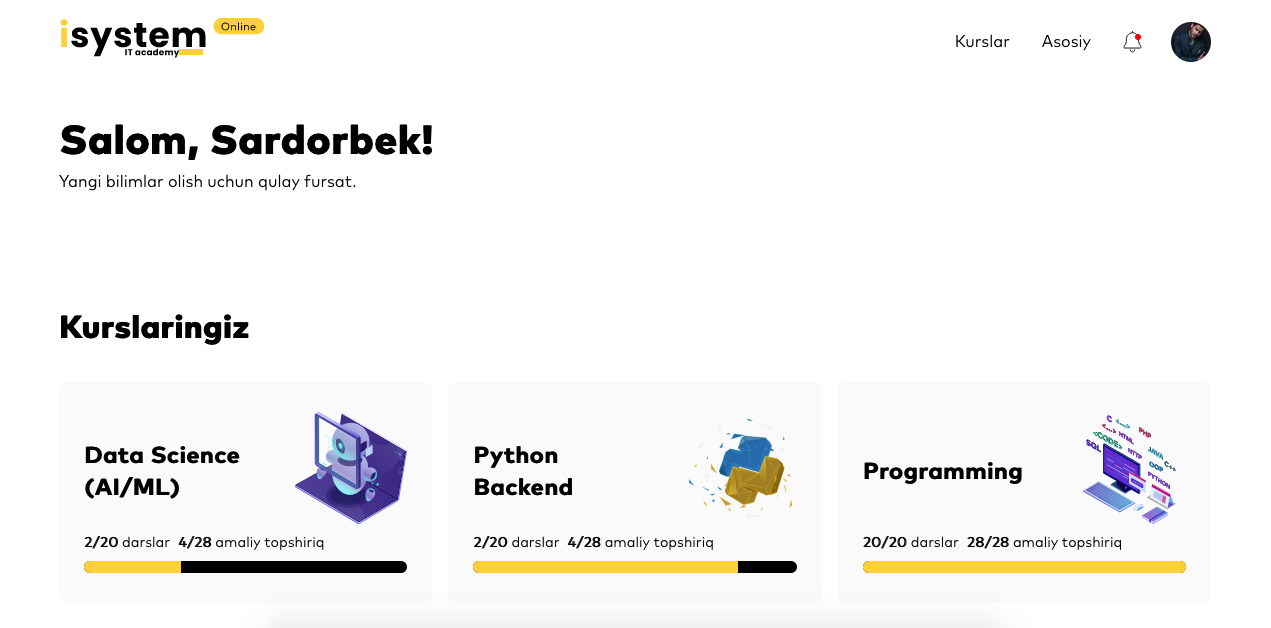 isystem Online
IT academy
Kurslar Asosiy
Salom, Sardorbek!
Yangi bilimlar olish uchun qulay fursat.
Kurslaringiz
Data Science
(AI/ML)
2/20 darslar 4/28 amaliy topshiriq
Python
Backend
2/20 darslar 4/28 amaliy topshiriq
Programming
C
PHP
<CODE>
HTML
SQL
HTTP
JAVA
OOP
C++
PYTHON
20/20 darslar 28/28 amaliy topshiriq